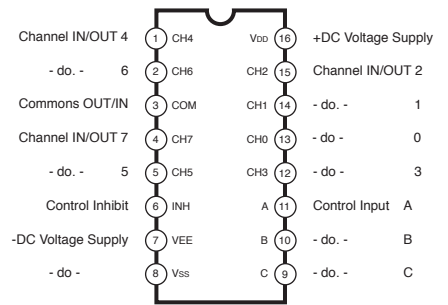 Channel IN/OUT 4 1 CH4 VDD 16 +DC Voltage Supply
- do. - 6 2 CH6 CH2 15 Channel IN/OUT 2
Commons OUT/IN 3 COM CH1 14 - do. - 1
Channel IN/OUT 7 4 CH7 CH0 13 - do - 0
- do. - 5 5 CH5 CH3 12 - do - 3
Control Inhibit 6 INH A 11 Control Input A
-DC Voltage Supply 7 VEE B 10 - do. - B
- do - 8 Vss C 9 - do. - C